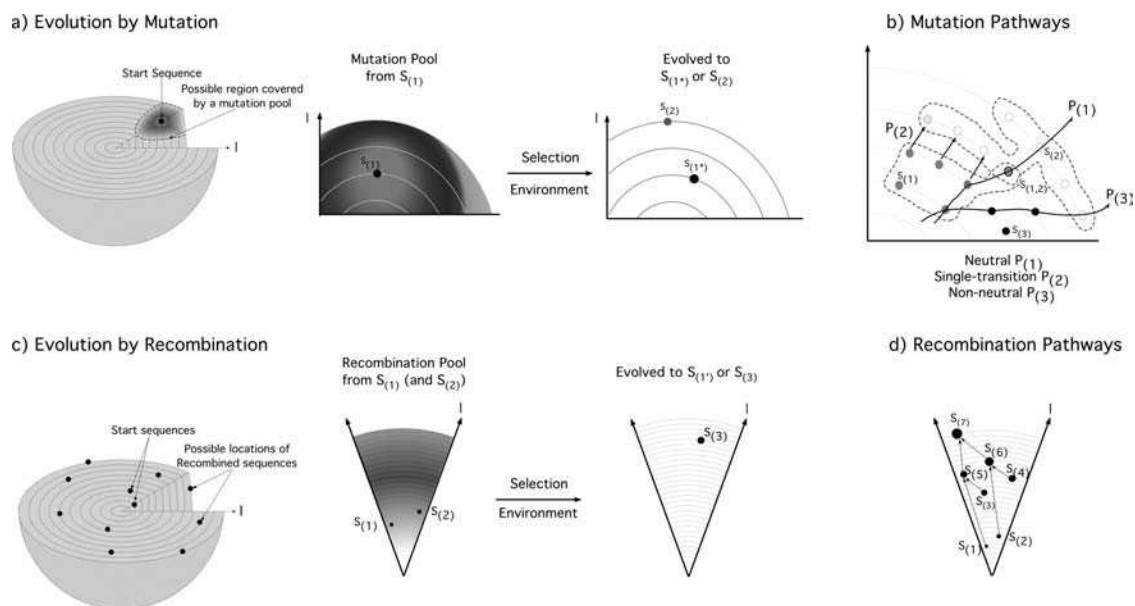 a) Evolution by Mutation
Start Sequence
Possible region covered
by a mutation pool
I
Mutation Pool
from S(1)
I
S(1)
Selection
Environment
Evolved to
S(1*) or S(2)
I
S(2)
S(1*)
b) Mutation Pathways
P(1)
P(2)
S(2)
S(1)
S(1,2)
P(3)
S(3)
Neutral P(1)
Single-transition P(2)
Non-neutral P(3)
c) Evolution by Recombination
Start sequences
Possible locations of
Recombined sequences
I
Recombination Pool
from S(1) (and S(2))
I
S(1)
S(2)
Selection
Environment
Evolved to S(1') or S(3)
I
S(3)
d) Recombination Pathways
I
S(7)
S(6)
S(5)
S(4)
S(3)
S(2)
S(1)